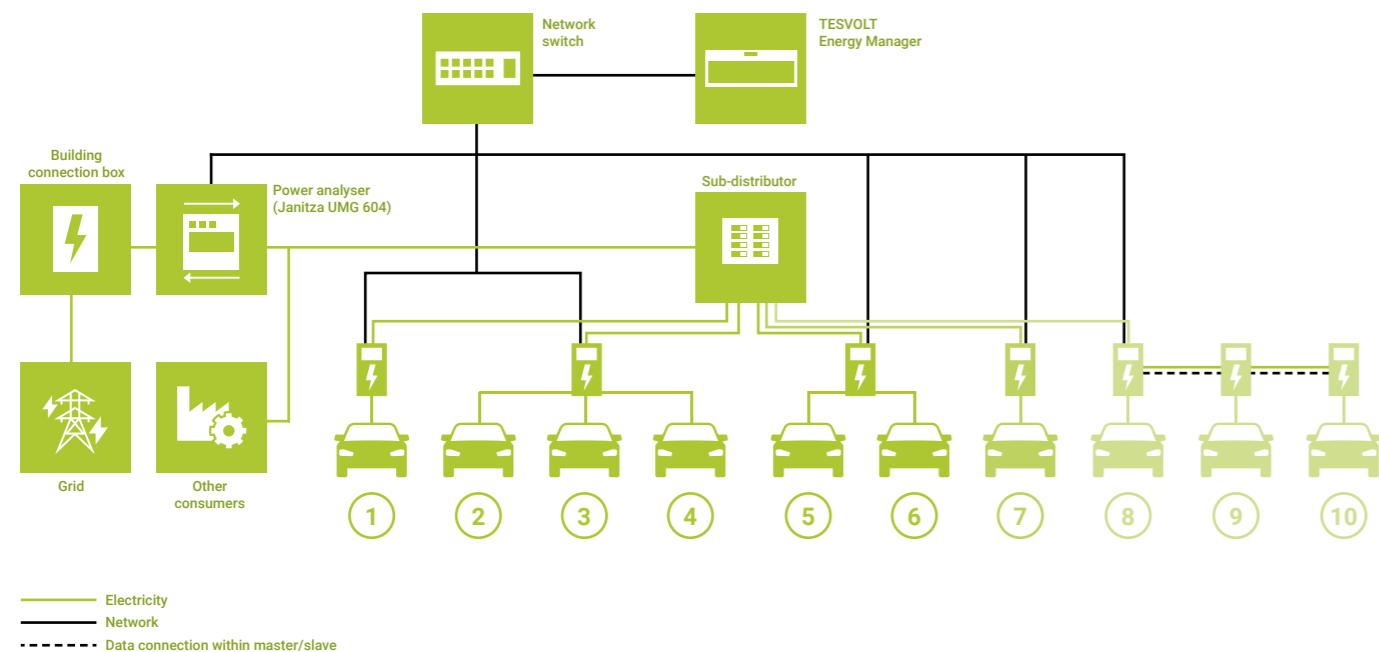 Network
switch
TESVOLT
Energy Manager
Building
connection box
Power analyser
(Janitza UMG 604)
Sub-distributor
Grid
Other
consumers
1
2
3
4
5
6
7
8
9
10
Electricity
Network
Data connection within master/slave